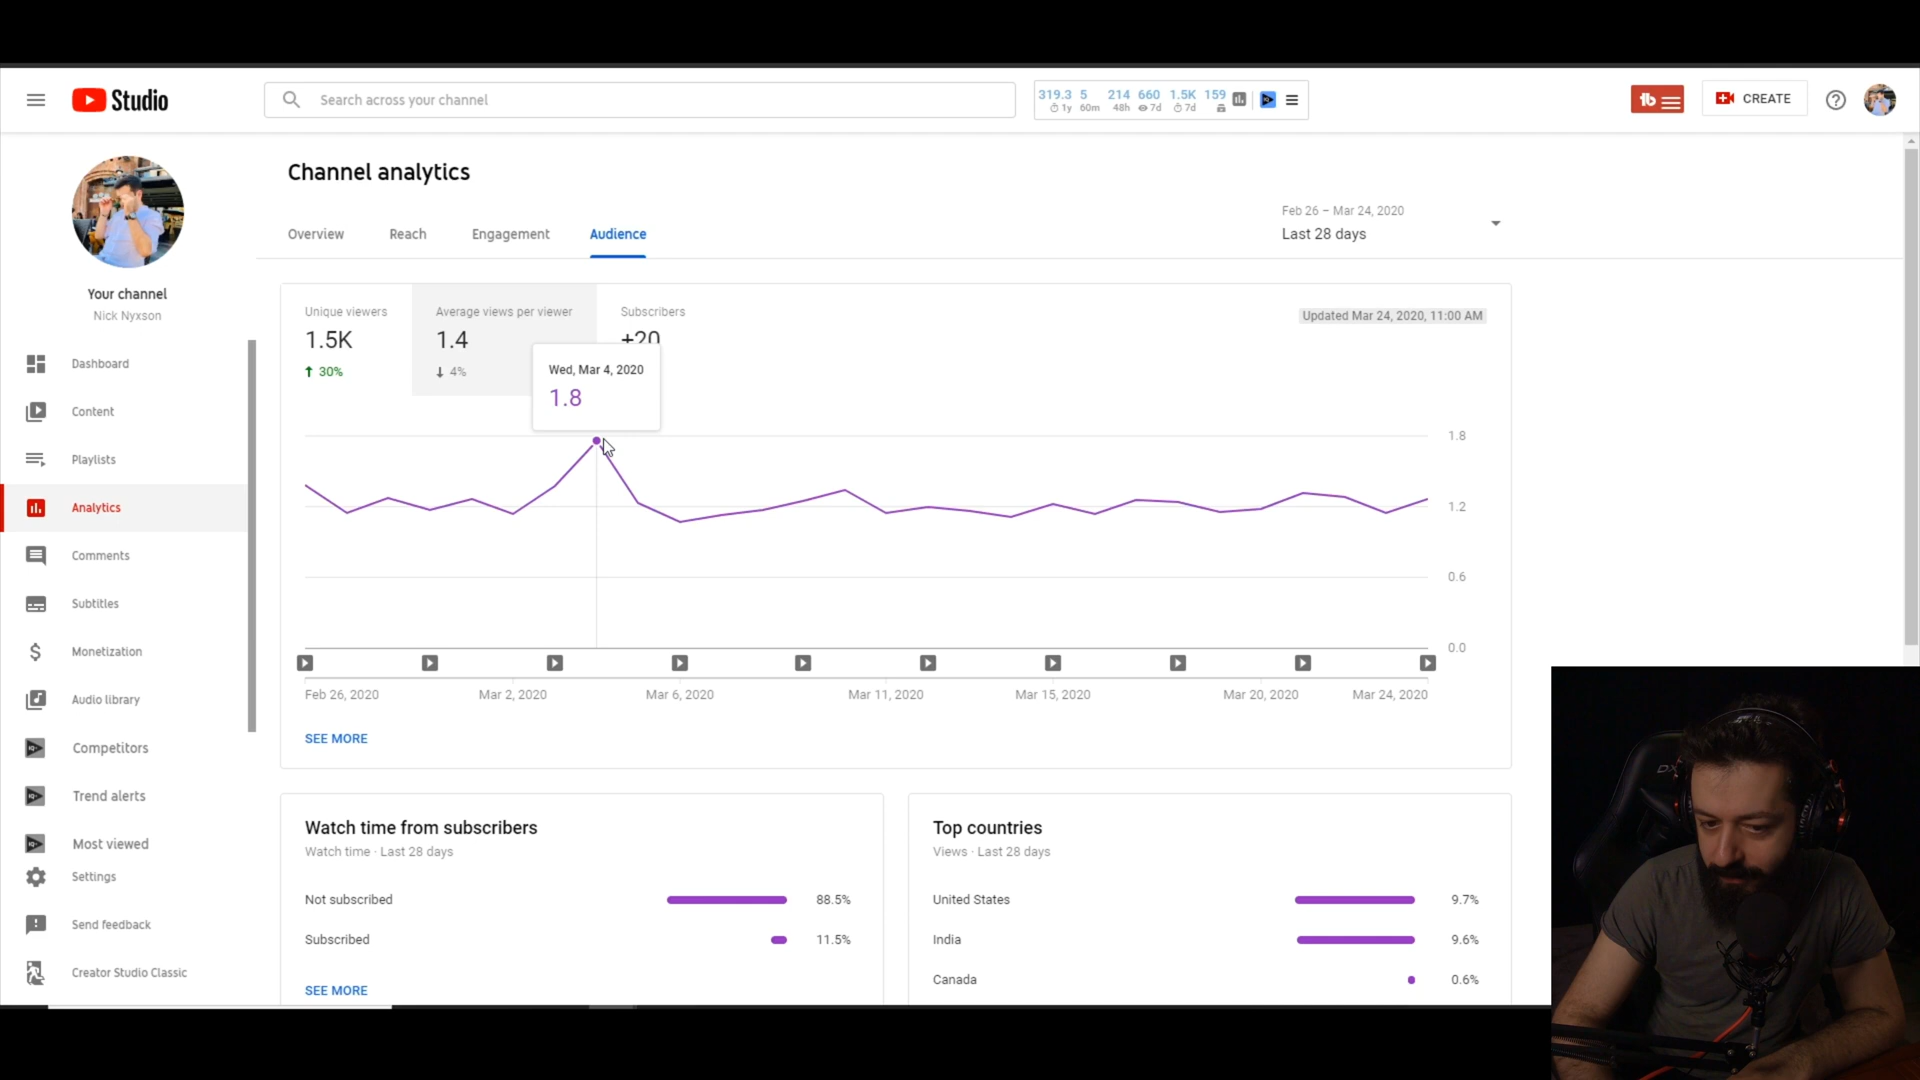 Studio
Search across your channel
319.3 5 214 660 1.5K 159
1y 60m 48h 7d 7d
tb
CREATE
Channel analytics
Overview Reach Engagement Audience
Feb 26 – Mar 24, 2020
Last 28 days
Your channel
Nick Nyxson
Dashboard
Content
Playlists
Analytics
Comments
Subtitles
Monetization
Audio library
Competitors
Trend alerts
Most viewed
Settings
Send feedback
Creator Studio Classic
Unique viewers
1.5K
30%
Average views per viewer
1.4
4%
Subscribers
+20
Updated Mar 24, 2020, 11:00 AM
Wed, Mar 4, 2020
1.8
1.8
1.2
0.6
0.0
Feb 26, 2020 Mar 2, 2020 Mar 6, 2020 Mar 11, 2020 Mar 15, 2020 Mar 20, 2020 Mar 24, 2020
SEE MORE
Watch time from subscribers
Watch time · Last 28 days
Not subscribed 88.5%
Subscribed 11.5%
SEE MORE
Top countries
Views · Last 28 days
United States 9.7%
India 9.6%
Canada 0.6%